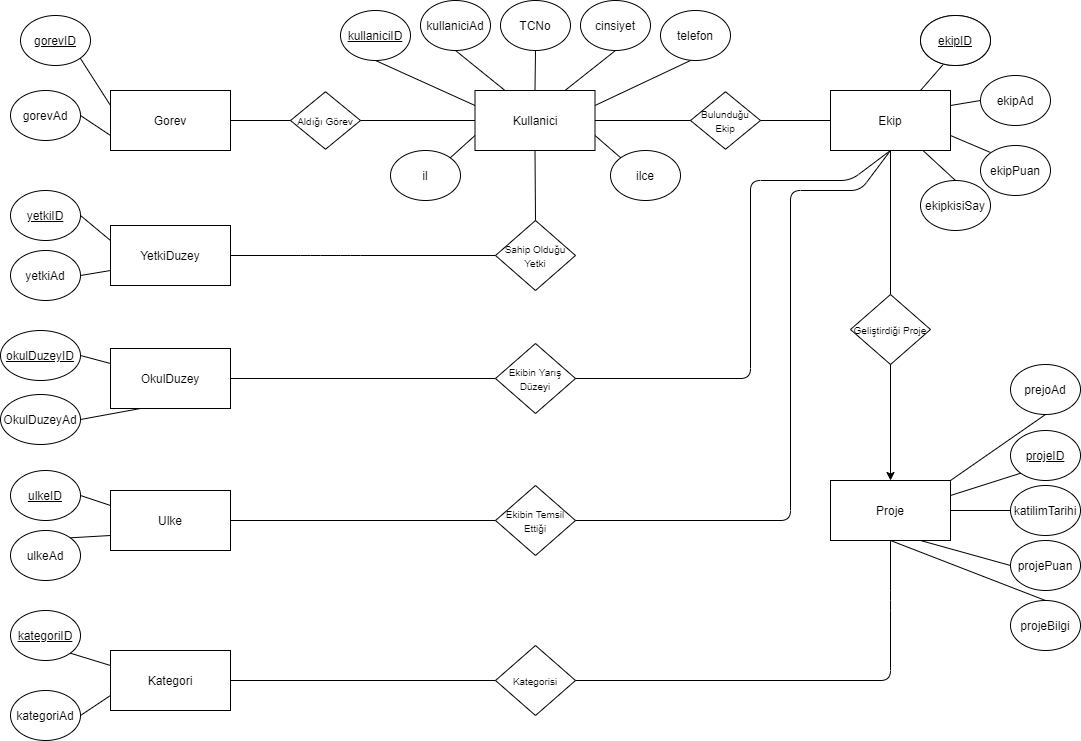 gorevID
kullaniciID
kullaniciAd
TCNo
cinsiyet
telefon
ekipID
gorevAd
Gorev
Aldığı Görev
Kullanici
Bulunduğu
Ekip
Ekip
ekipAd
il
ilce
ekipPuan
ekipkisiSay
yetkiID
YetkiDuzey
yetkiAd
Sahip Olduğu
Yetki
Geliştirdiği Proje
okulDuzeyID
OkulDuzey
OkulDuzeyAd
Ekibin Yarış
Düzeyi
prejoAd
projeID
ulkeID
Ulke
ulkeAd
Ekibin Temsil
Ettiği
Proje
katilimTarihi
projePuan
projeBilgi
kategoriID
Kategori
kategoriAd
Kategorisi